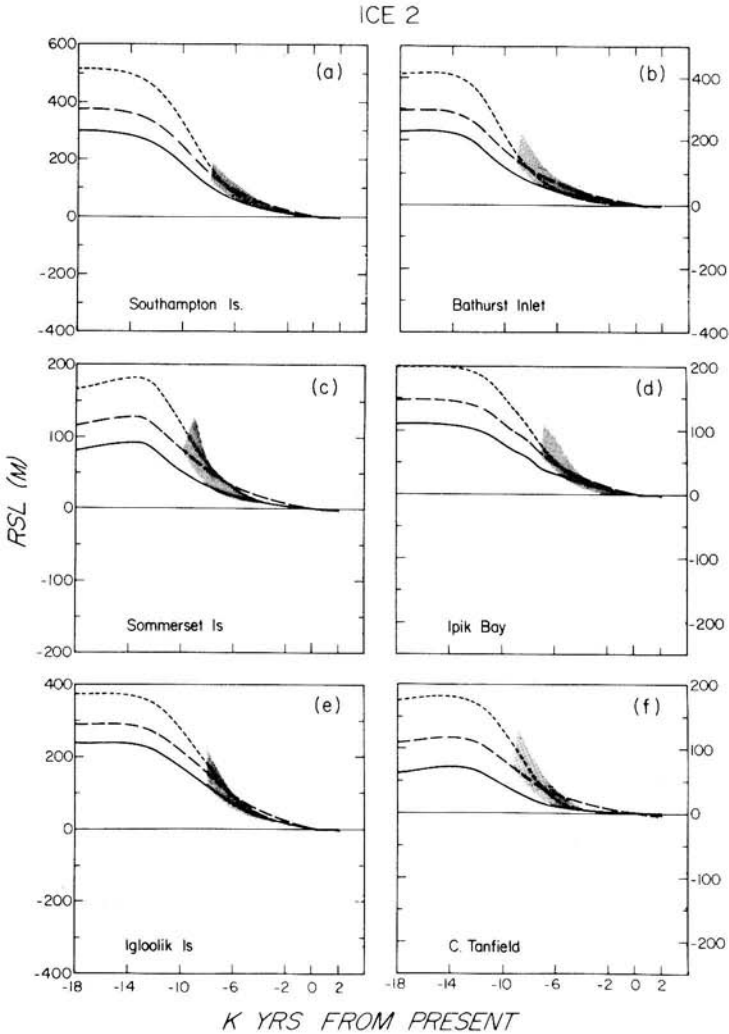 ICE 2
600
400
200
0
-200
-400
(a)
Southampton Is.
400
200
0
-200
-400
(b)
Bathurst Inlet
200
100
0
-100
-200
(c)
Sommerset Is
200
100
0
-100
-200
(d)
Ipik Bay
RSL (M)
400
200
0
-200
-400
(e)
Igloolik Is
200
100
0
-100
-200
(f)
C. Tanfield
-18 -14 -10 -6 -2 0 2
-18 -14 -10 -6 -2 0 2
K YRS FROM PRESENT